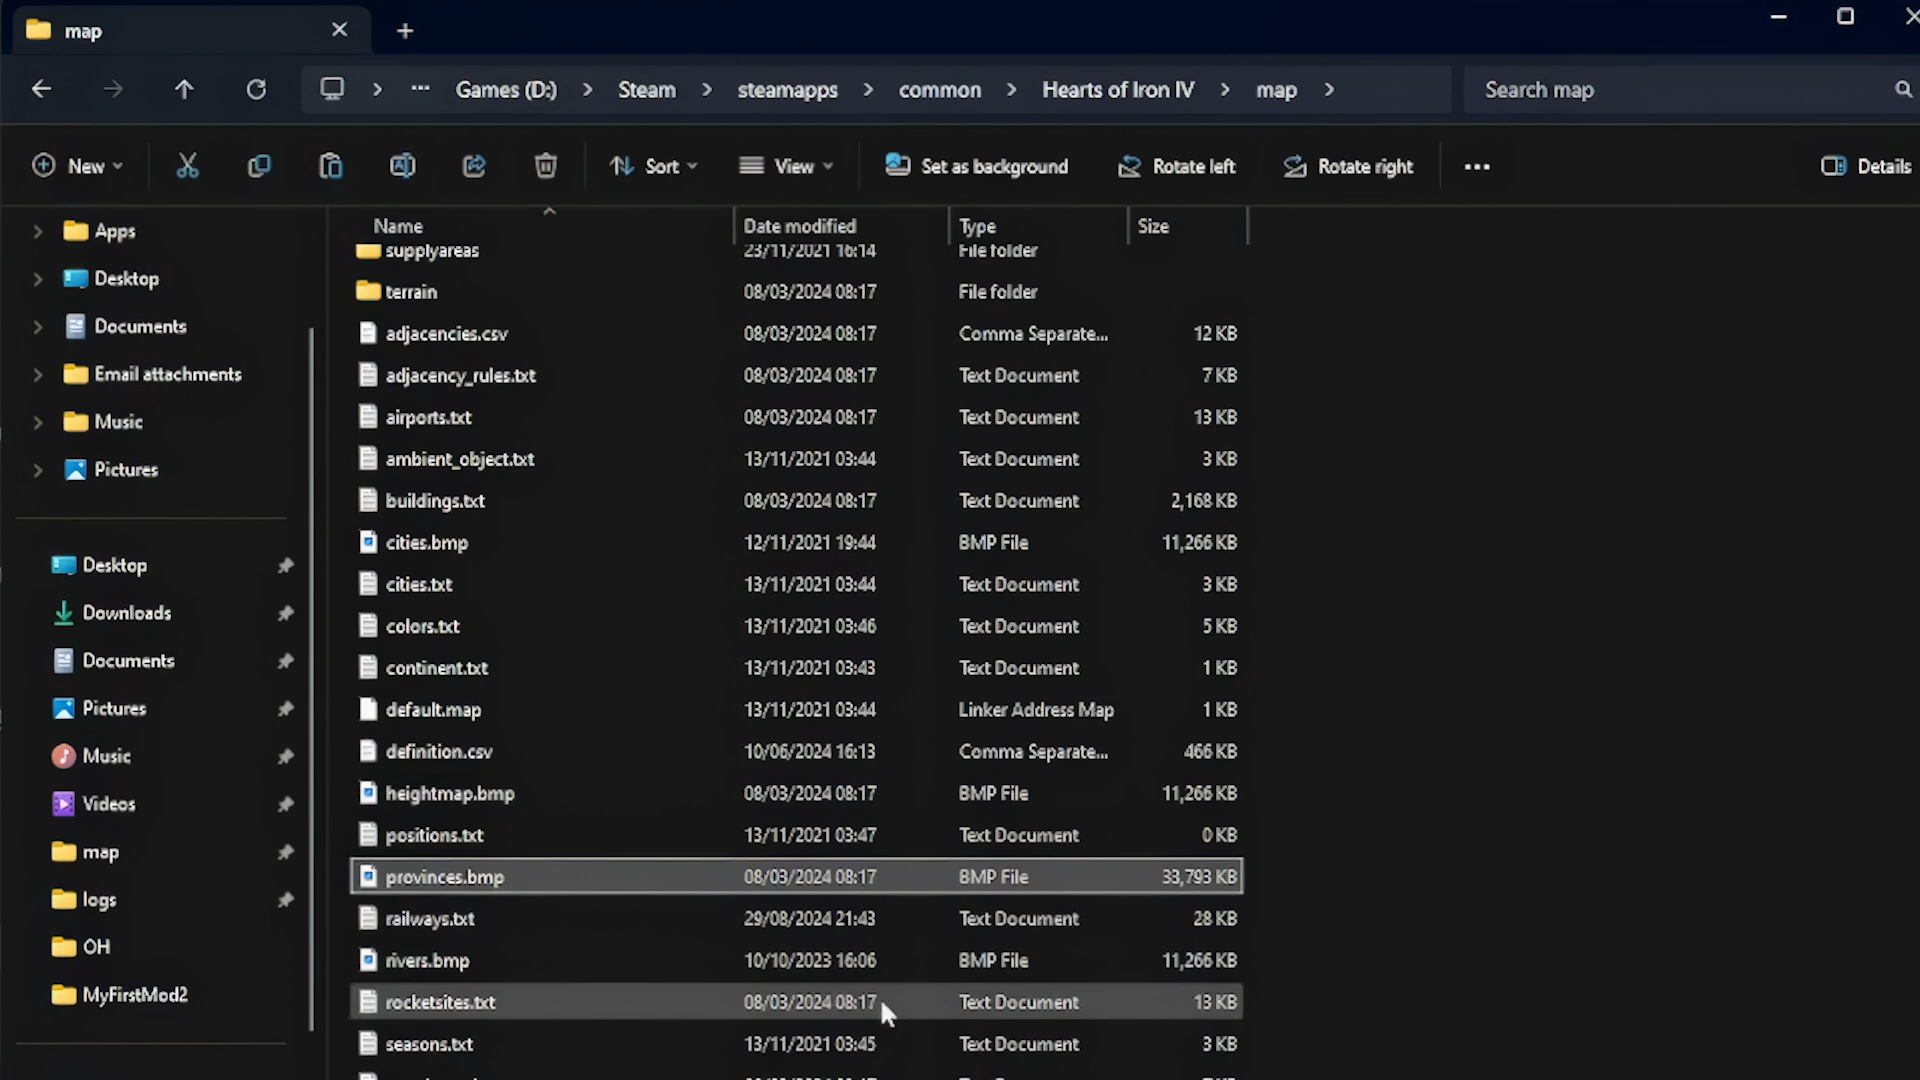 map
Games (D:) Steam steamapps common Hearts of Iron IV map Search map
New Sort View Set as background Rotate left Rotate right Details
Name Date modified Type Size
Apps
Desktop
Documents
Email attachments
Music
Pictures
Desktop
Downloads
Documents
Pictures
Music
Videos
map
logs
OH
MyFirstMod2
supplyareas 23/11/2021 16:14 File folder
terrain 08/03/2024 08:17 File folder
adjacencies.csv 08/03/2024 08:17 Comma Separate... 12 KB
adjacency_rules.txt 08/03/2024 08:17 Text Document 7 KB
airports.txt 08/03/2024 08:17 Text Document 13 KB
ambient_object.txt 13/11/2021 03:44 Text Document 3 KB
buildings.txt 08/03/2024 08:17 Text Document 2,168 KB
cities.bmp 12/11/2021 19:44 BMP File 11,266 KB
cities.txt 13/11/2021 03:44 Text Document 3 KB
colors.txt 13/11/2021 03:46 Text Document 5 KB
continent.txt 13/11/2021 03:43 Text Document 1 KB
default.map 13/11/2021 03:44 Linker Address Map 1 KB
definition.csv 10/06/2024 16:13 Comma Separate... 466 KB
heightmap.bmp 08/03/2024 08:17 BMP File 11,266 KB
positions.txt 13/11/2021 03:47 Text Document 0 KB
provinces.bmp 08/03/2024 08:17 BMP File 33,793 KB
railways.txt 29/08/2024 21:43 Text Document 28 KB
rivers.bmp 10/10/2023 16:06 BMP File 11,266 KB
rocketsites.txt 08/03/2024 08:17 Text Document 13 KB
seasons.txt 13/11/2021 03:45 Text Document 3 KB